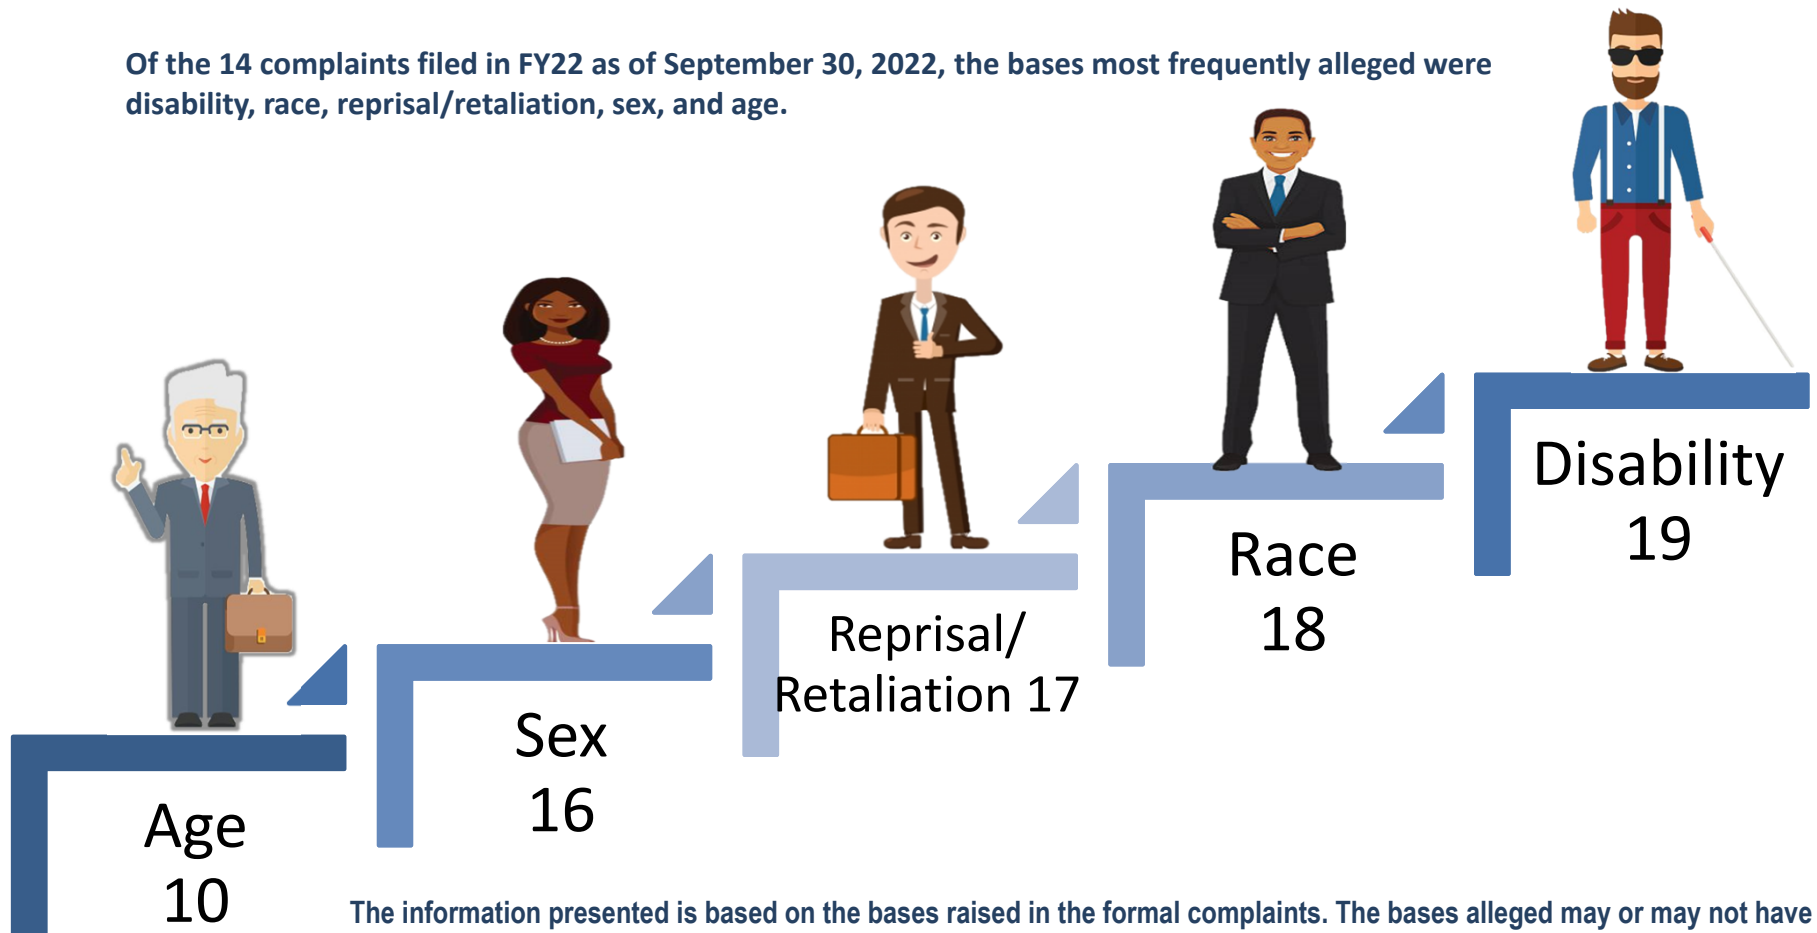 Of the 14 complaints filed in FY22 as of September 30, 2022, the bases most frequently alleged were
disability, race, reprisal/retaliation, sex, and age.
Disability
19
Race
18
Reprisal/
Retaliation 17
Sex
16
Age
10
The information presented is based on the bases raised in the formal complaints. The bases alleged may or may not have